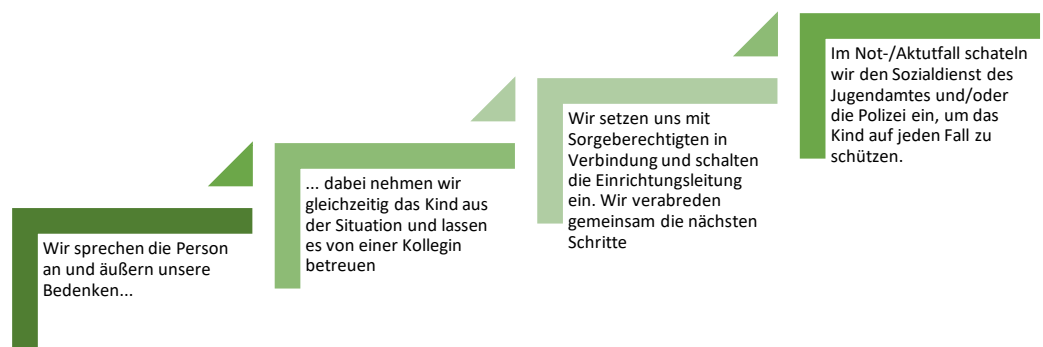 Wir sprechen die Person
an und äußern unsere
Bedenken...
... dabei nehmen wir
gleichzeitig das Kind aus
der Situation und lassen
es von einer Kollegin
betreuen
Wir setzen uns mit
Sorgeberechtigten in
Verbindung und schalten
die Einrichtungsleitung
ein. Wir verabreden
gemeinsam die nächsten
Schritte
Im Not-/Aktutfall schateln
wir den Sozialdienst des
Jugendamtes und/oder
die Polizei ein, um das
Kind auf jeden Fall zu
schützen.